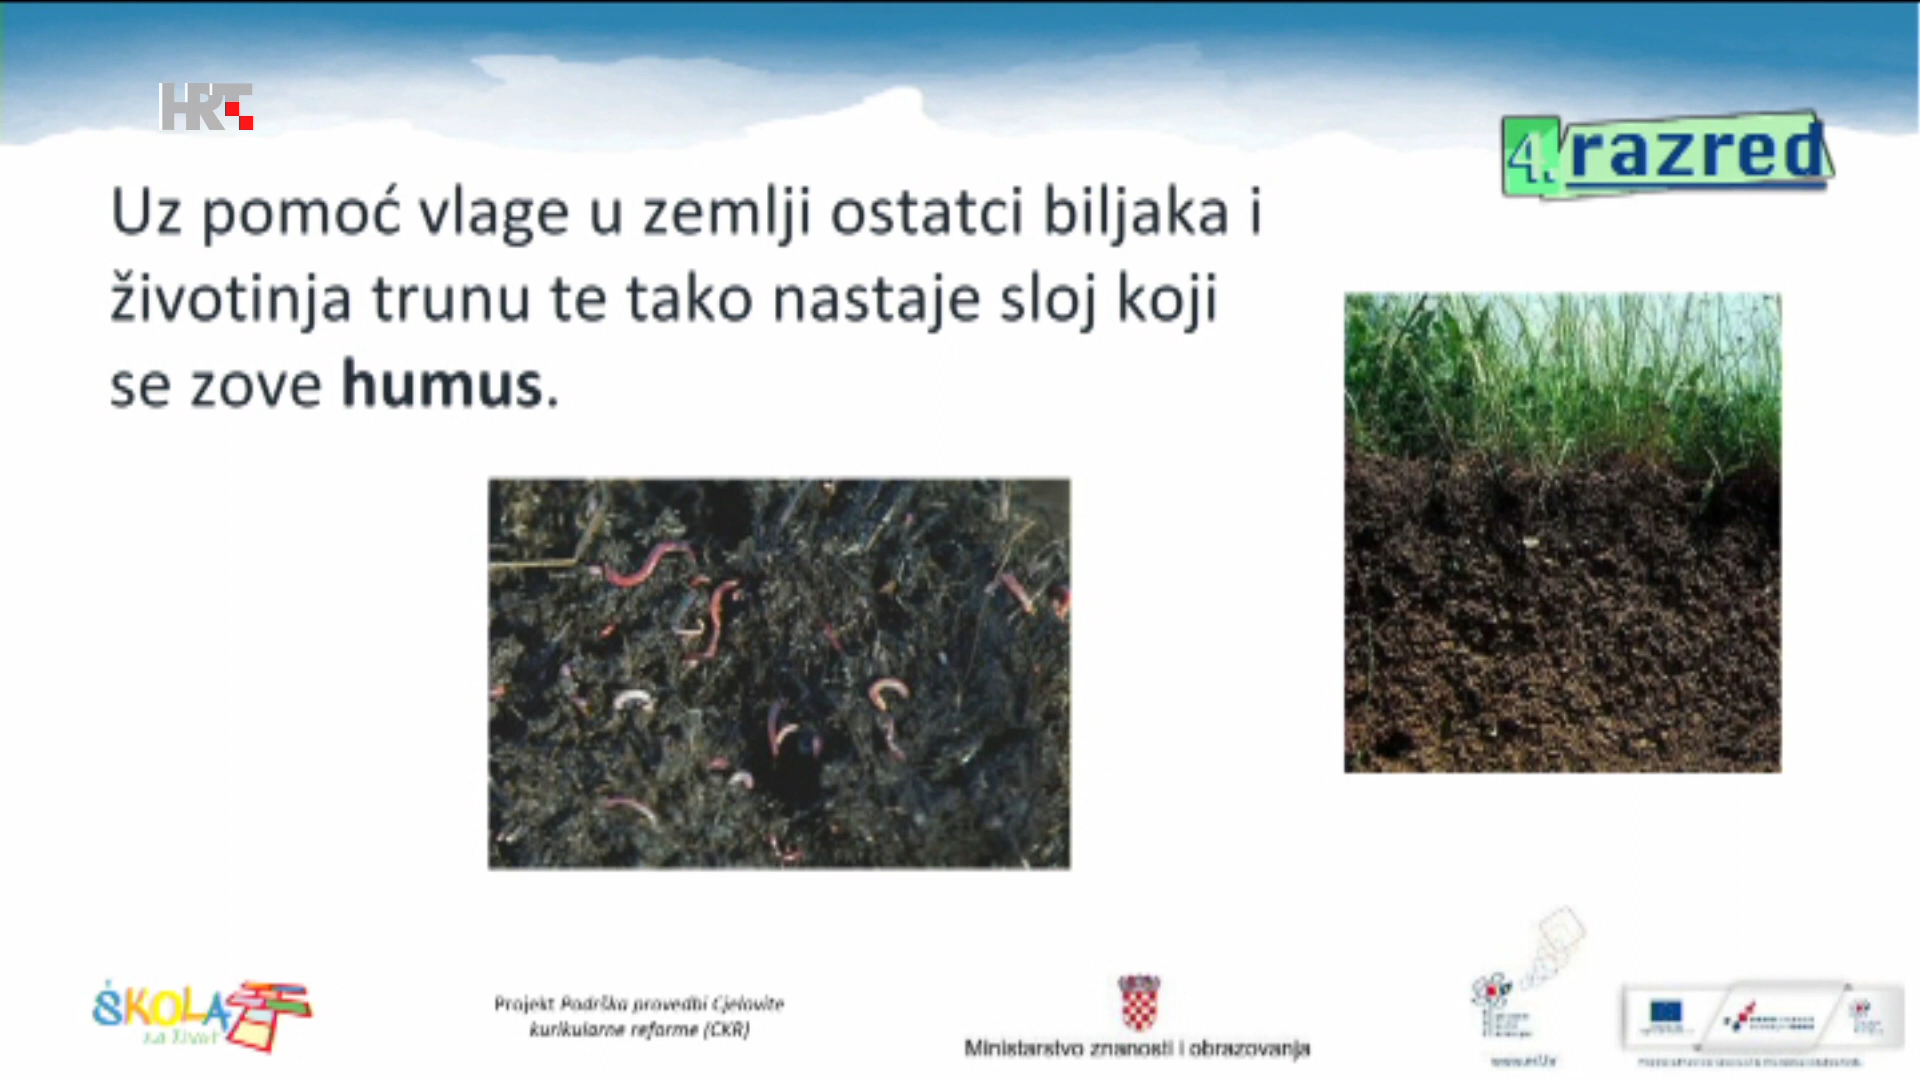 HRT
4. razred
Uz pomoć vlage u zemlji ostatci biljaka i
životinja trunu te tako nastaje sloj koji
se zove humus.
ŠKOLA
za život
Projekt Podrška provedbi Cjelovite
kurikularne reforme (CKR)
Ministarstvo znanosti i obrazovanja